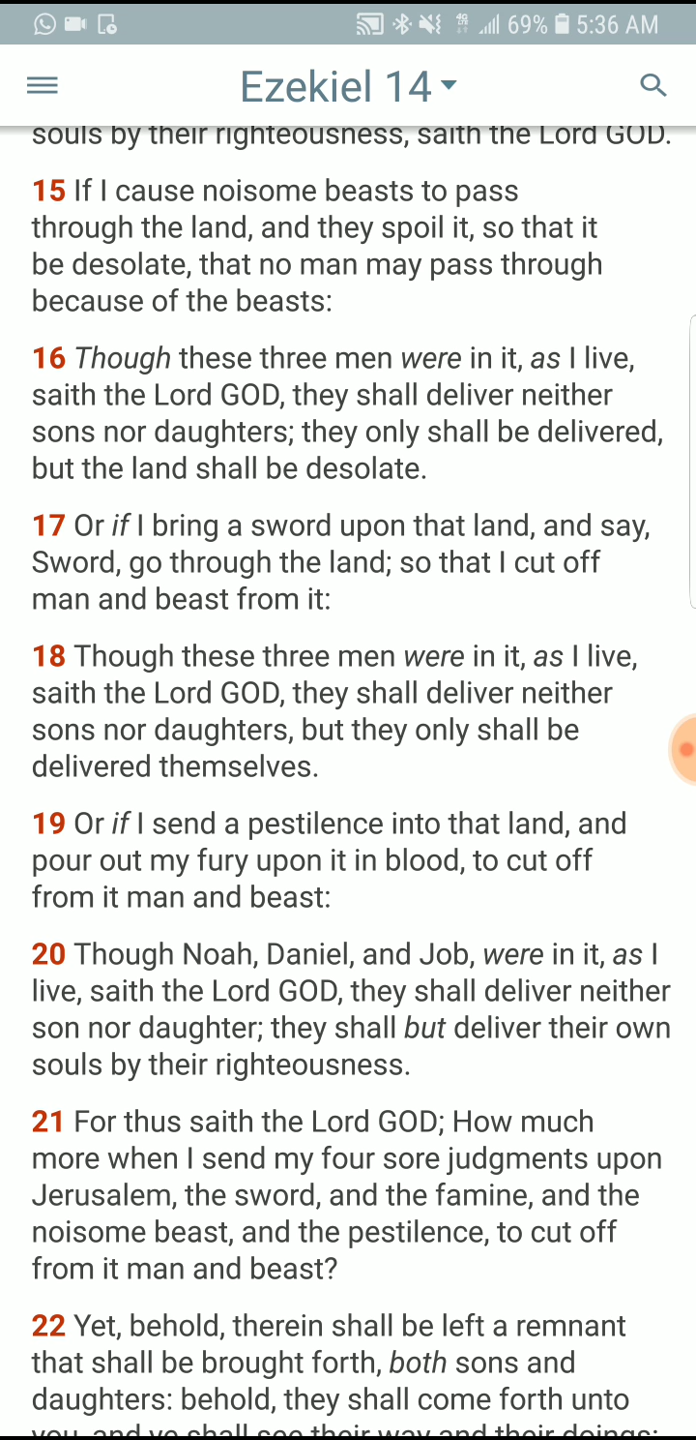 69% 5:36 AM
Ezekiel 14
souls by their righteousness, saith the Lord GOD.
15 If I cause noisome beasts to pass
through the land, and they spoil it, so that it
be desolate, that no man may pass through
because of the beasts:
16 Though these three men were in it, as I live,
saith the Lord GOD, they shall deliver neither
sons nor daughters; they only shall be delivered,
but the land shall be desolate.
17 Or if I bring a sword upon that land, and say,
Sword, go through the land; so that I cut off
man and beast from it:
18 Though these three men were in it, as I live,
saith the Lord GOD, they shall deliver neither
sons nor daughters, but they only shall be
delivered themselves.
19 Or if I send a pestilence into that land, and
pour out my fury upon it in blood, to cut off
from it man and beast:
20 Though Noah, Daniel, and Job, were in it, as I
live, saith the Lord GOD, they shall deliver neither
son nor daughter; they shall but deliver their own
souls by their righteousness.
21 For thus saith the Lord GOD; How much
more when I send my four sore judgments upon
Jerusalem, the sword, and the famine, and the
noisome beast, and the pestilence, to cut off
from it man and beast?
22 Yet, behold, therein shall be left a remnant
that shall be brought forth, both sons and
daughters: behold, they shall come forth unto
you, and ye shall see their way and their doings: